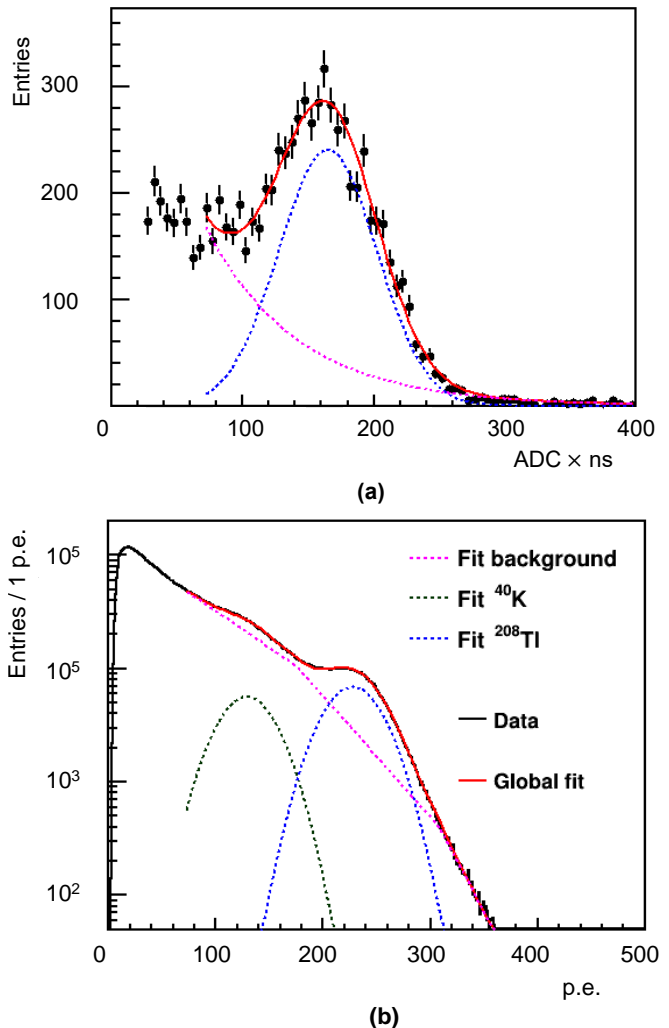 Entries
300
200
100
0
100
200
300
400
ADC × ns
(a)
Entries / 1 p.e.
10⁵
10⁵
10³
10²
Fit background
Fit ⁴⁰K
Fit ²⁰⁸Tl
Data
Global fit
0
100
200
300
400
500
p.e.
(b)